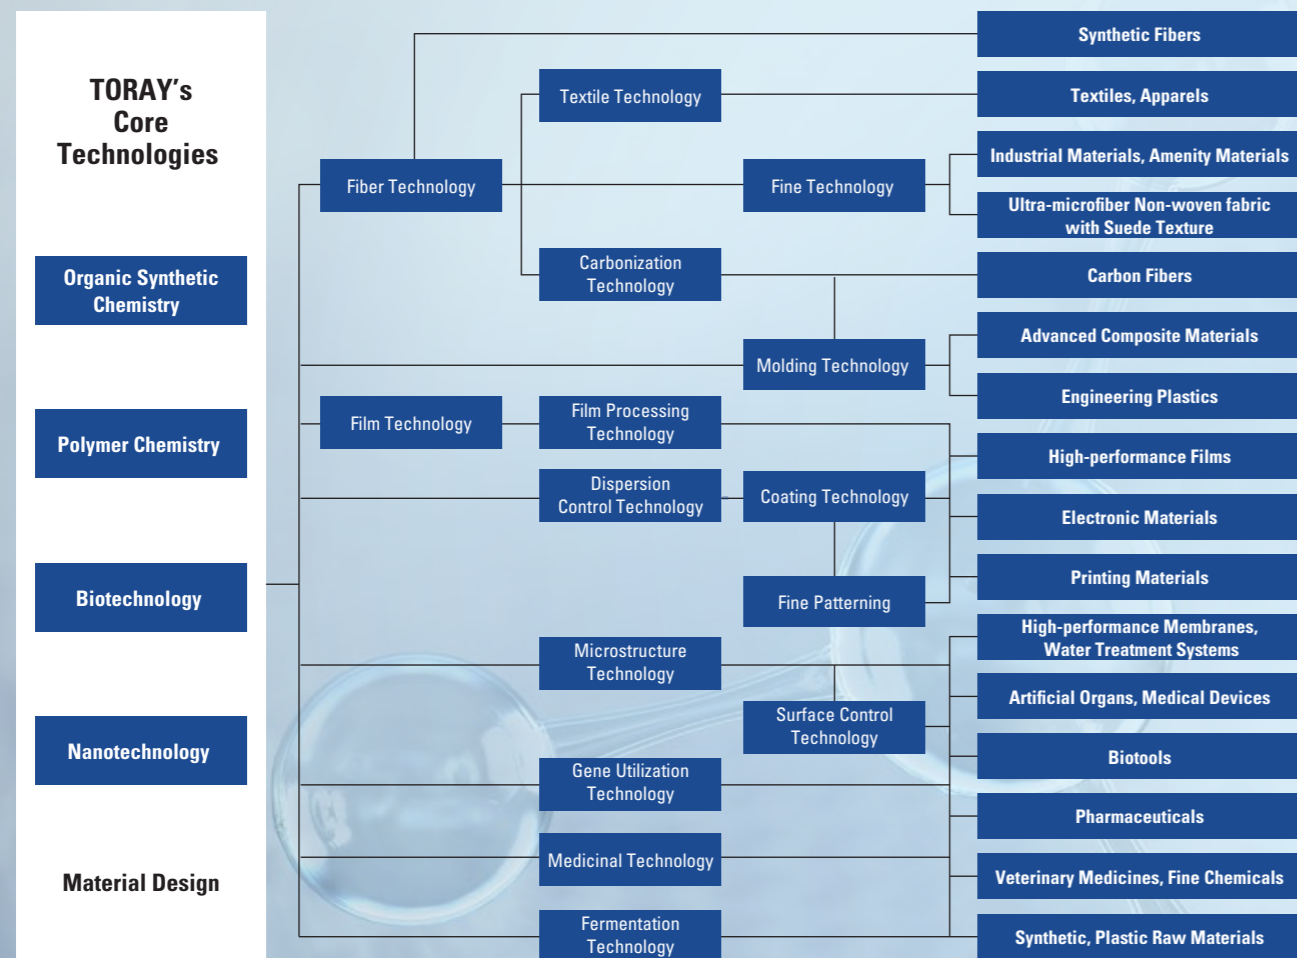 TORAY’s
Core
Technologies
Organic Synthetic
Chemistry
Polymer Chemistry
Biotechnology
Nanotechnology
Material Design
Fiber Technology
Film Technology
Textile Technology
Carbonization
Technology
Film Processing
Technology
Dispersion
Control Technology
Microstructure
Technology
Gene Utilization
Technology
Medicinal Technology
Fermentation
Technology
Fine Technology
Molding Technology
Coating Technology
Fine Patterning
Surface Control
Technology
Synthetic Fibers
Textiles, Apparels
Industrial Materials, Amenity Materials
Ultra-microfiber Non-woven fabric
with Suede Texture
Carbon Fibers
Advanced Composite Materials
Engineering Plastics
High-performance Films
Electronic Materials
Printing Materials
High-performance Membranes,
Water Treatment Systems
Artificial Organs, Medical Devices
Biotools
Pharmaceuticals
Veterinary Medicines, Fine Chemicals
Synthetic, Plastic Raw Materials